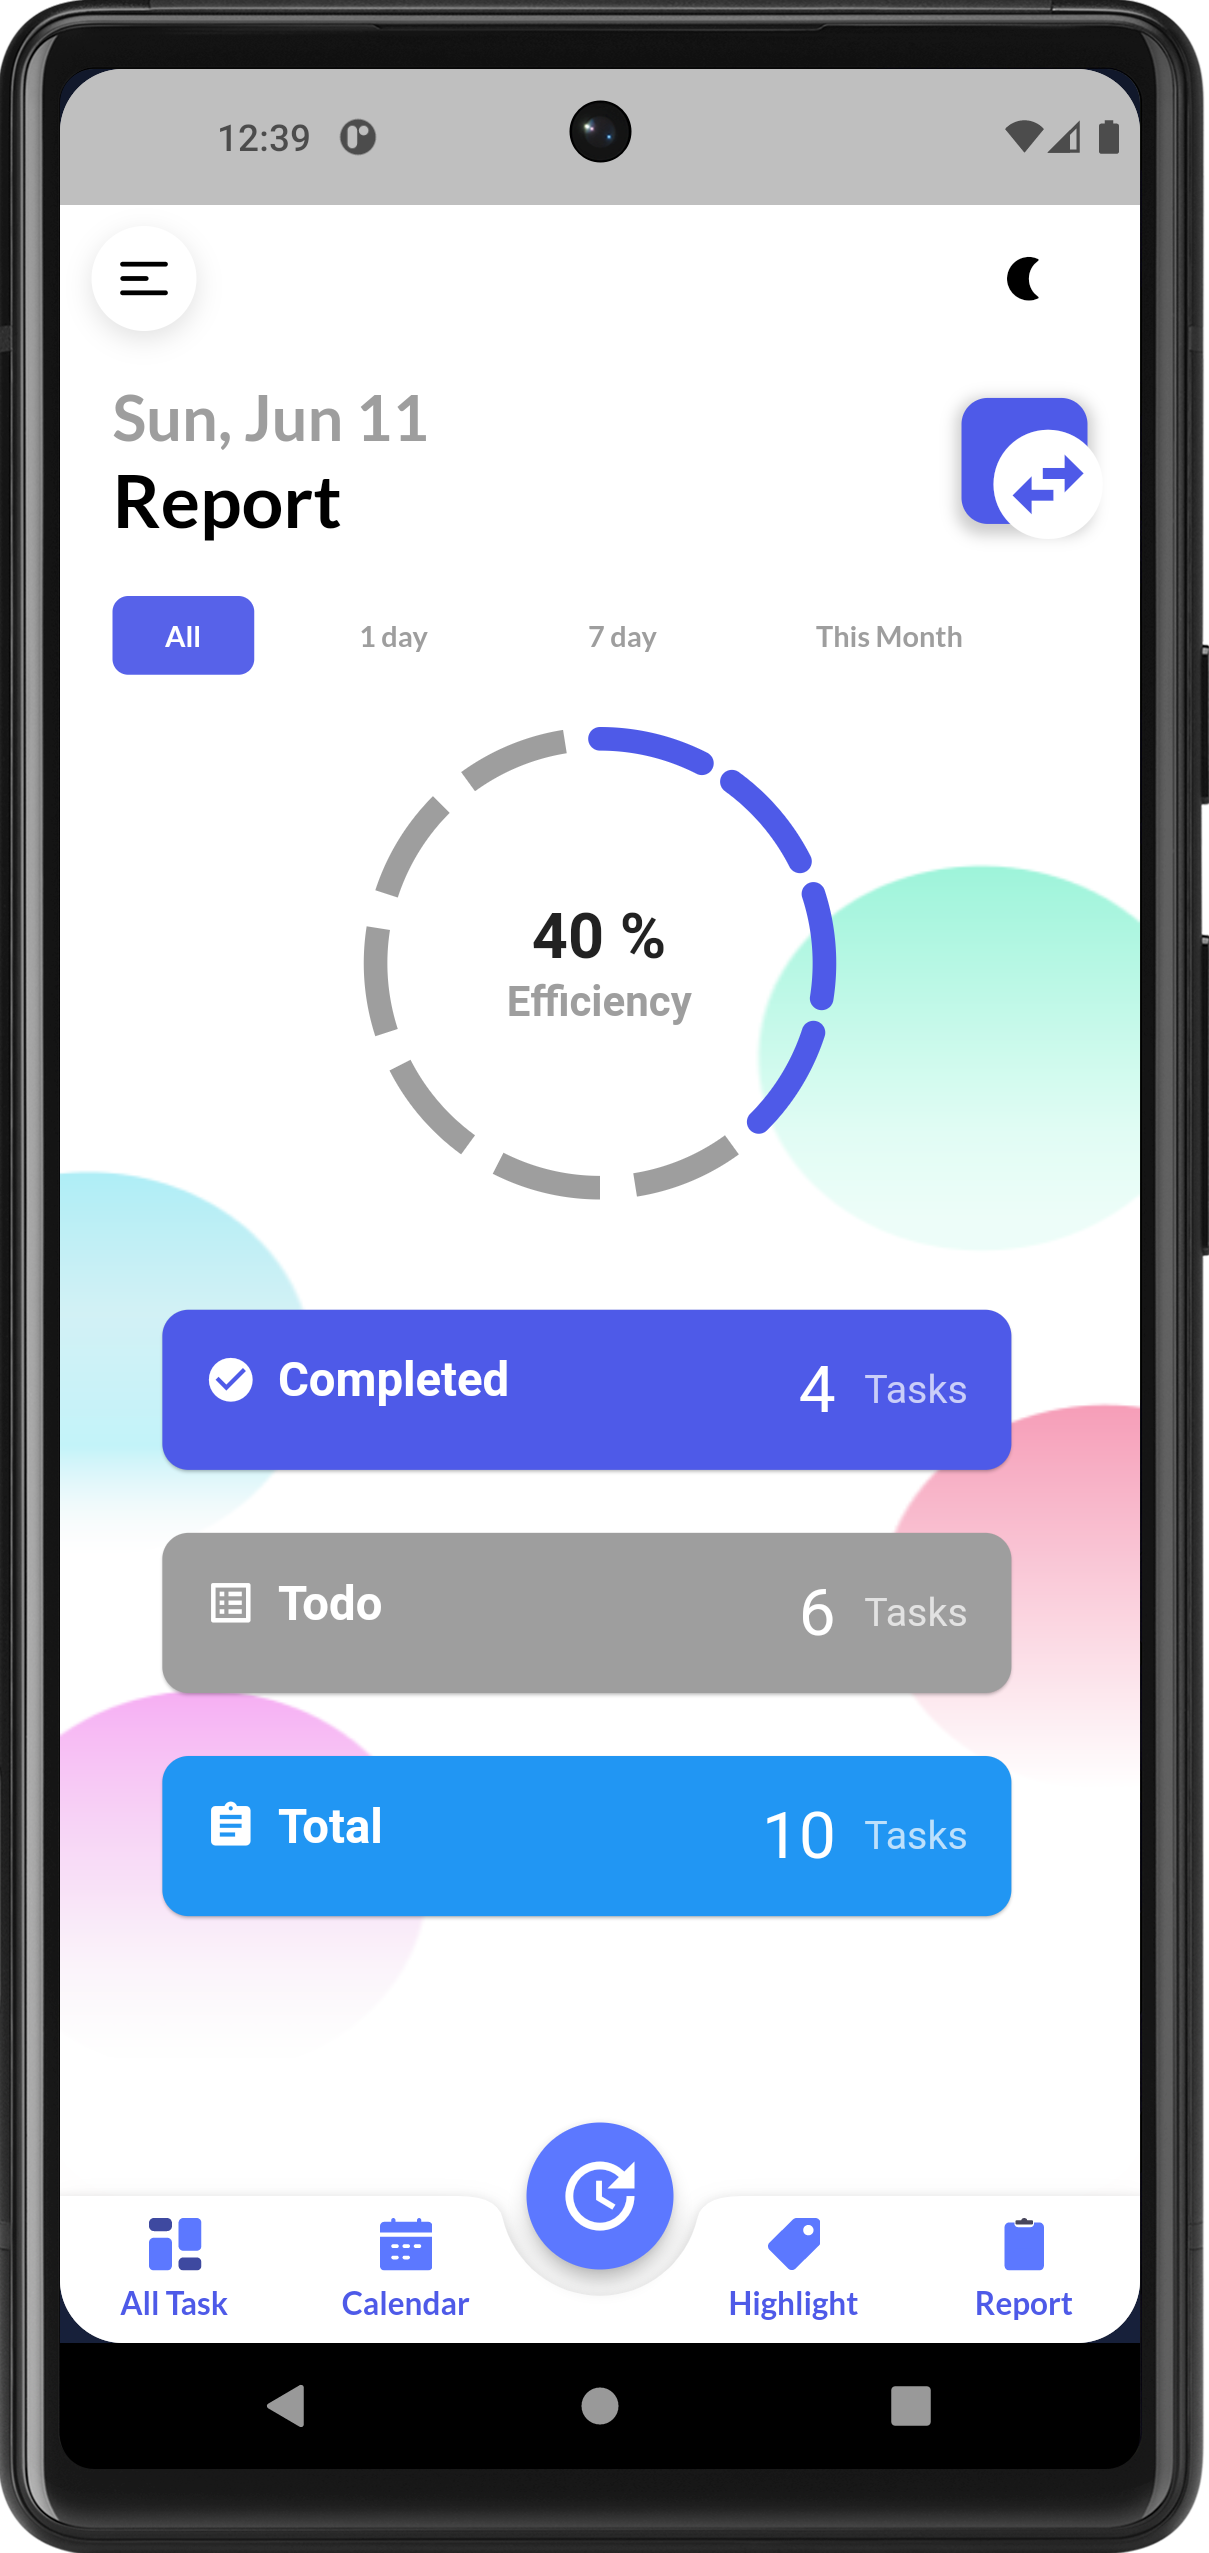 12:39
Sun, Jun 11
Report
All
1 day
7 day
This Month
40 %
Efficiency
Completed
4 Tasks
Todo
6 Tasks
Total
10 Tasks
All Task
Calendar
Highlight
Report